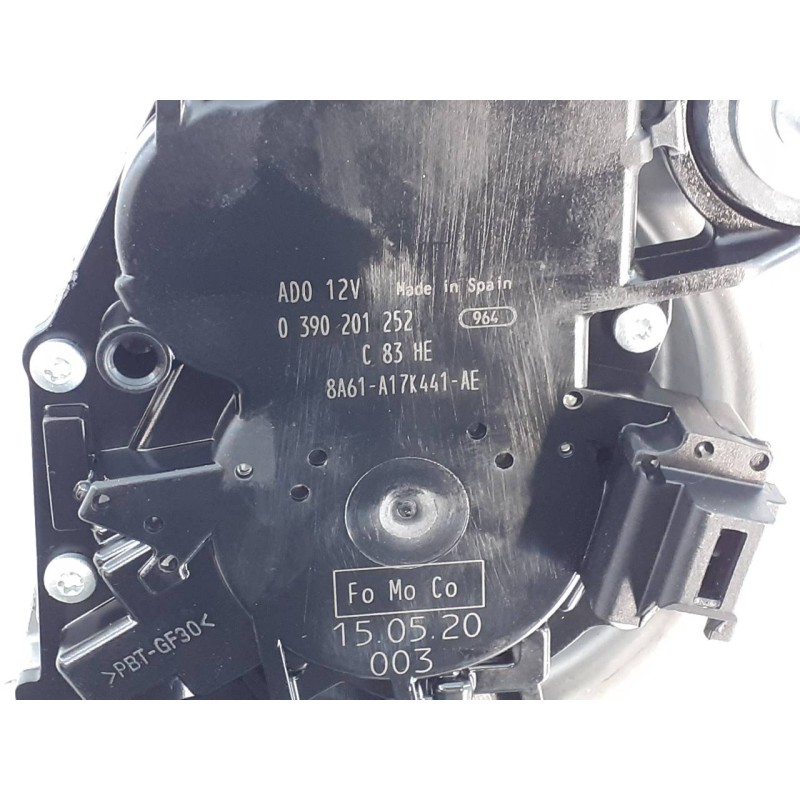 ADO 12V Made in Spain
0 390 201 252 964
C 83 HE
8A61-A17K441-AE
Fo Mo Co
15.05.20
003
>PBT-GF30<